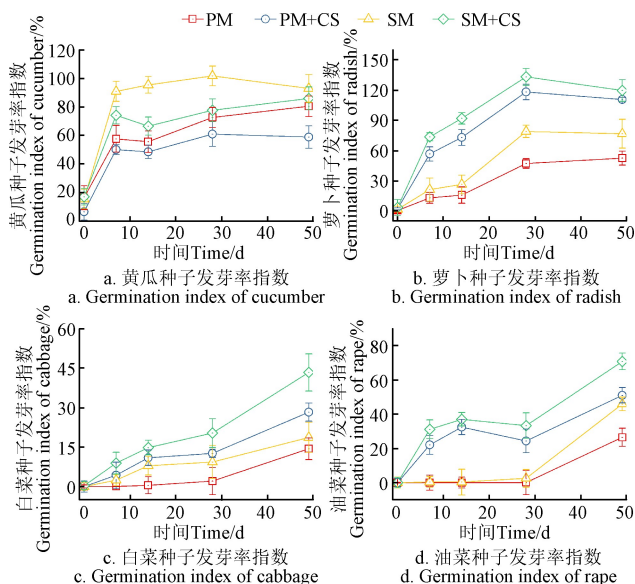 PM PM+CS SM SM+CS
黄瓜种子发芽率指数
Germination index of cucumber/%
120
100
80
60
40
20
0
0 10 20 30 40 50
时间Time/d
a. 黄瓜种子发芽率指数
a. Germination index of cucumber
萝卜种子发芽率指数
Germination index of radish/%
150
120
90
60
30
0
0 10 20 30 40 50
时间Time/d
b. 萝卜种子发芽率指数
b. Germination index of radish
白菜种子发芽率指数
Germination index of cabbage/%
60
45
30
15
0
0 10 20 30 40 50
时间Time/d
c. 白菜种子发芽率指数
c. Germination index of cabbage
油菜种子发芽率指数
Germination index of rape/%
80
60
40
20
0
0 10 20 30 40 50
时间Time/d
d. 油菜种子发芽率指数
d. Germination index of rape